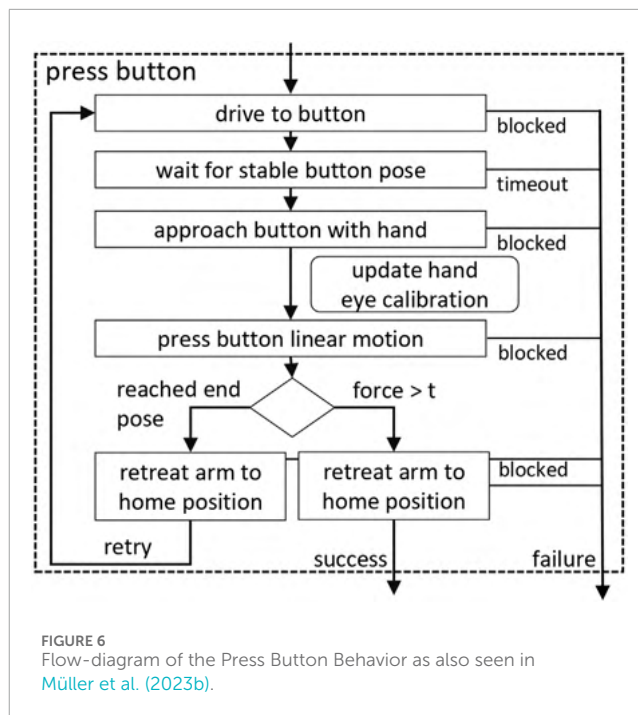 press button
drive to button
blocked
wait for stable button pose
timeout
approach button with hand
blocked
update hand
eye calibration
press button linear motion
blocked
reached end
pose
force > t
retreat arm to
home position
retreat arm to
home position
blocked
retry
success
failure
FIGURE 6
Flow-diagram of the Press Button Behavior as also seen in
Müller et al. (2023b).